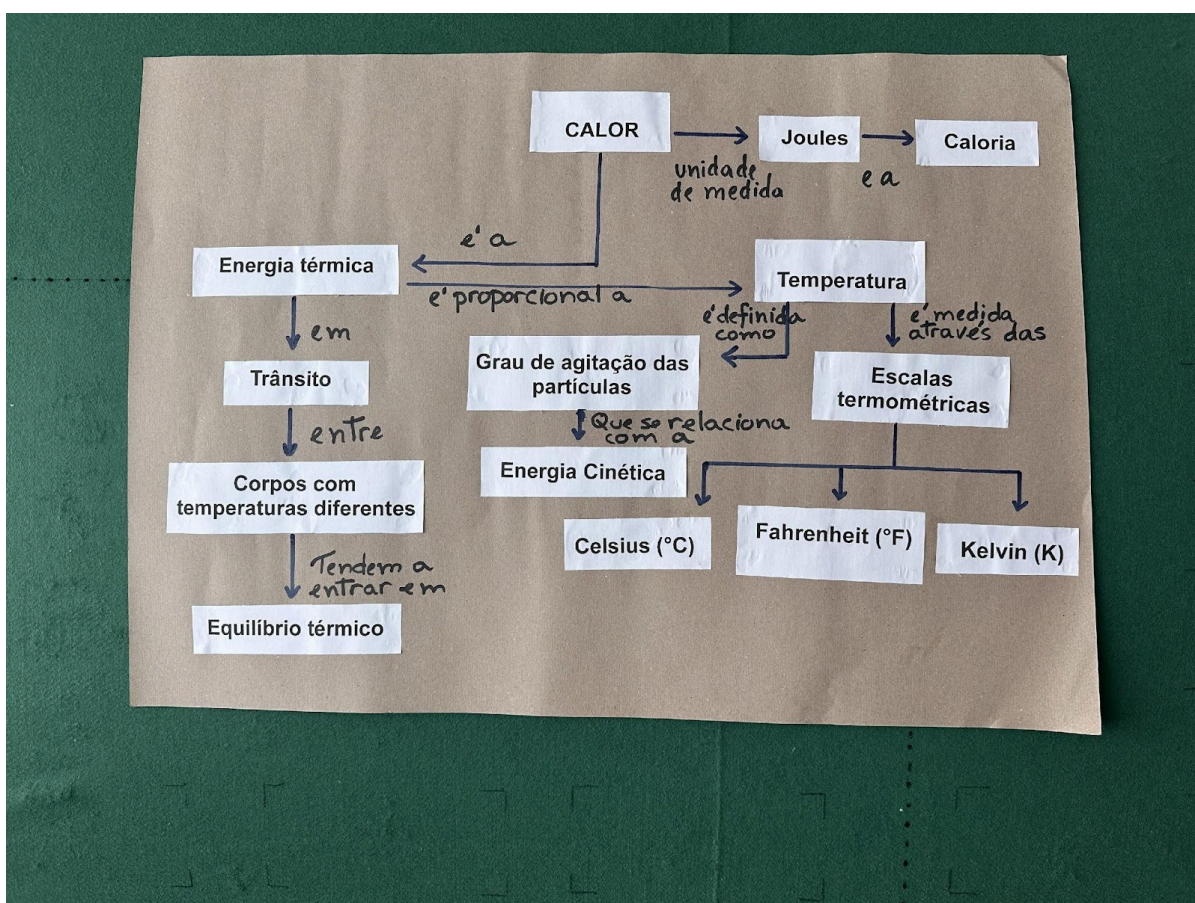 CALOR
unidade
de medida
Joules
e a
Caloria
é a
Energia térmica
é proporcional a
Temperatura
em
Trânsito
entre
Corpos com
temperaturas diferentes
Tendem a
entrar em
Equilíbrio térmico
é definida
como
Grau de agitação das
partículas
Que se relaciona
com a
Energia Cinética
é medida
através das
Escalas
termométricas
Celsius (°C)
Fahrenheit (°F)
Kelvin (K)